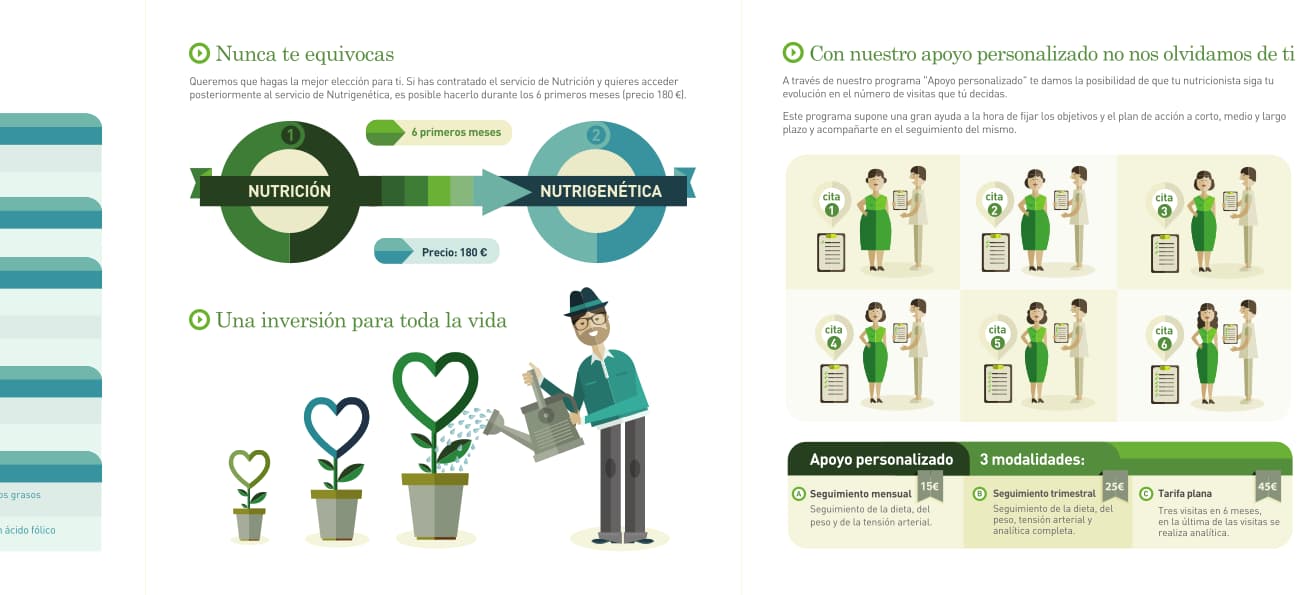 os grasos
ácido fólico
Nunca te equivocas
Queremos que hagas la mejor elección para ti. Si has contratado el servicio de Nutrición y quieres acceder
posteriormente al servicio de Nutrigenética, es posible hacerlo durante los 6 primeros meses (precio 180 €).
1
6 primeros meses
2
NUTRICIÓN
NUTRIGENÉTICA
Precio: 180 €
Una inversión para toda la vida
Con nuestro apoyo personalizado no nos olvidamos de ti
A través de nuestro programa "Apoyo personalizado" te damos la posibilidad de que tu nutricionista siga tu
evolución en el número de visitas que tú decidas.
Este programa supone una gran ayuda a la hora de fijar los objetivos y el plan de acción a corto, medio y largo
plazo y acompañarte en el seguimiento del mismo.
cita
1
cita
2
cita
3
cita
4
cita
5
cita
6
Apoyo personalizado
3 modalidades:
A Seguimiento mensual 15€
Seguimiento de la dieta, del
peso y de la tensión arterial.
B Seguimiento trimestral 25€
Seguimiento de la dieta, del
peso, tensión arterial y
analítica completa.
C Tarifa plana 45€
Tres visitas en 6 meses,
en la última de las visitas se
realiza analítica.